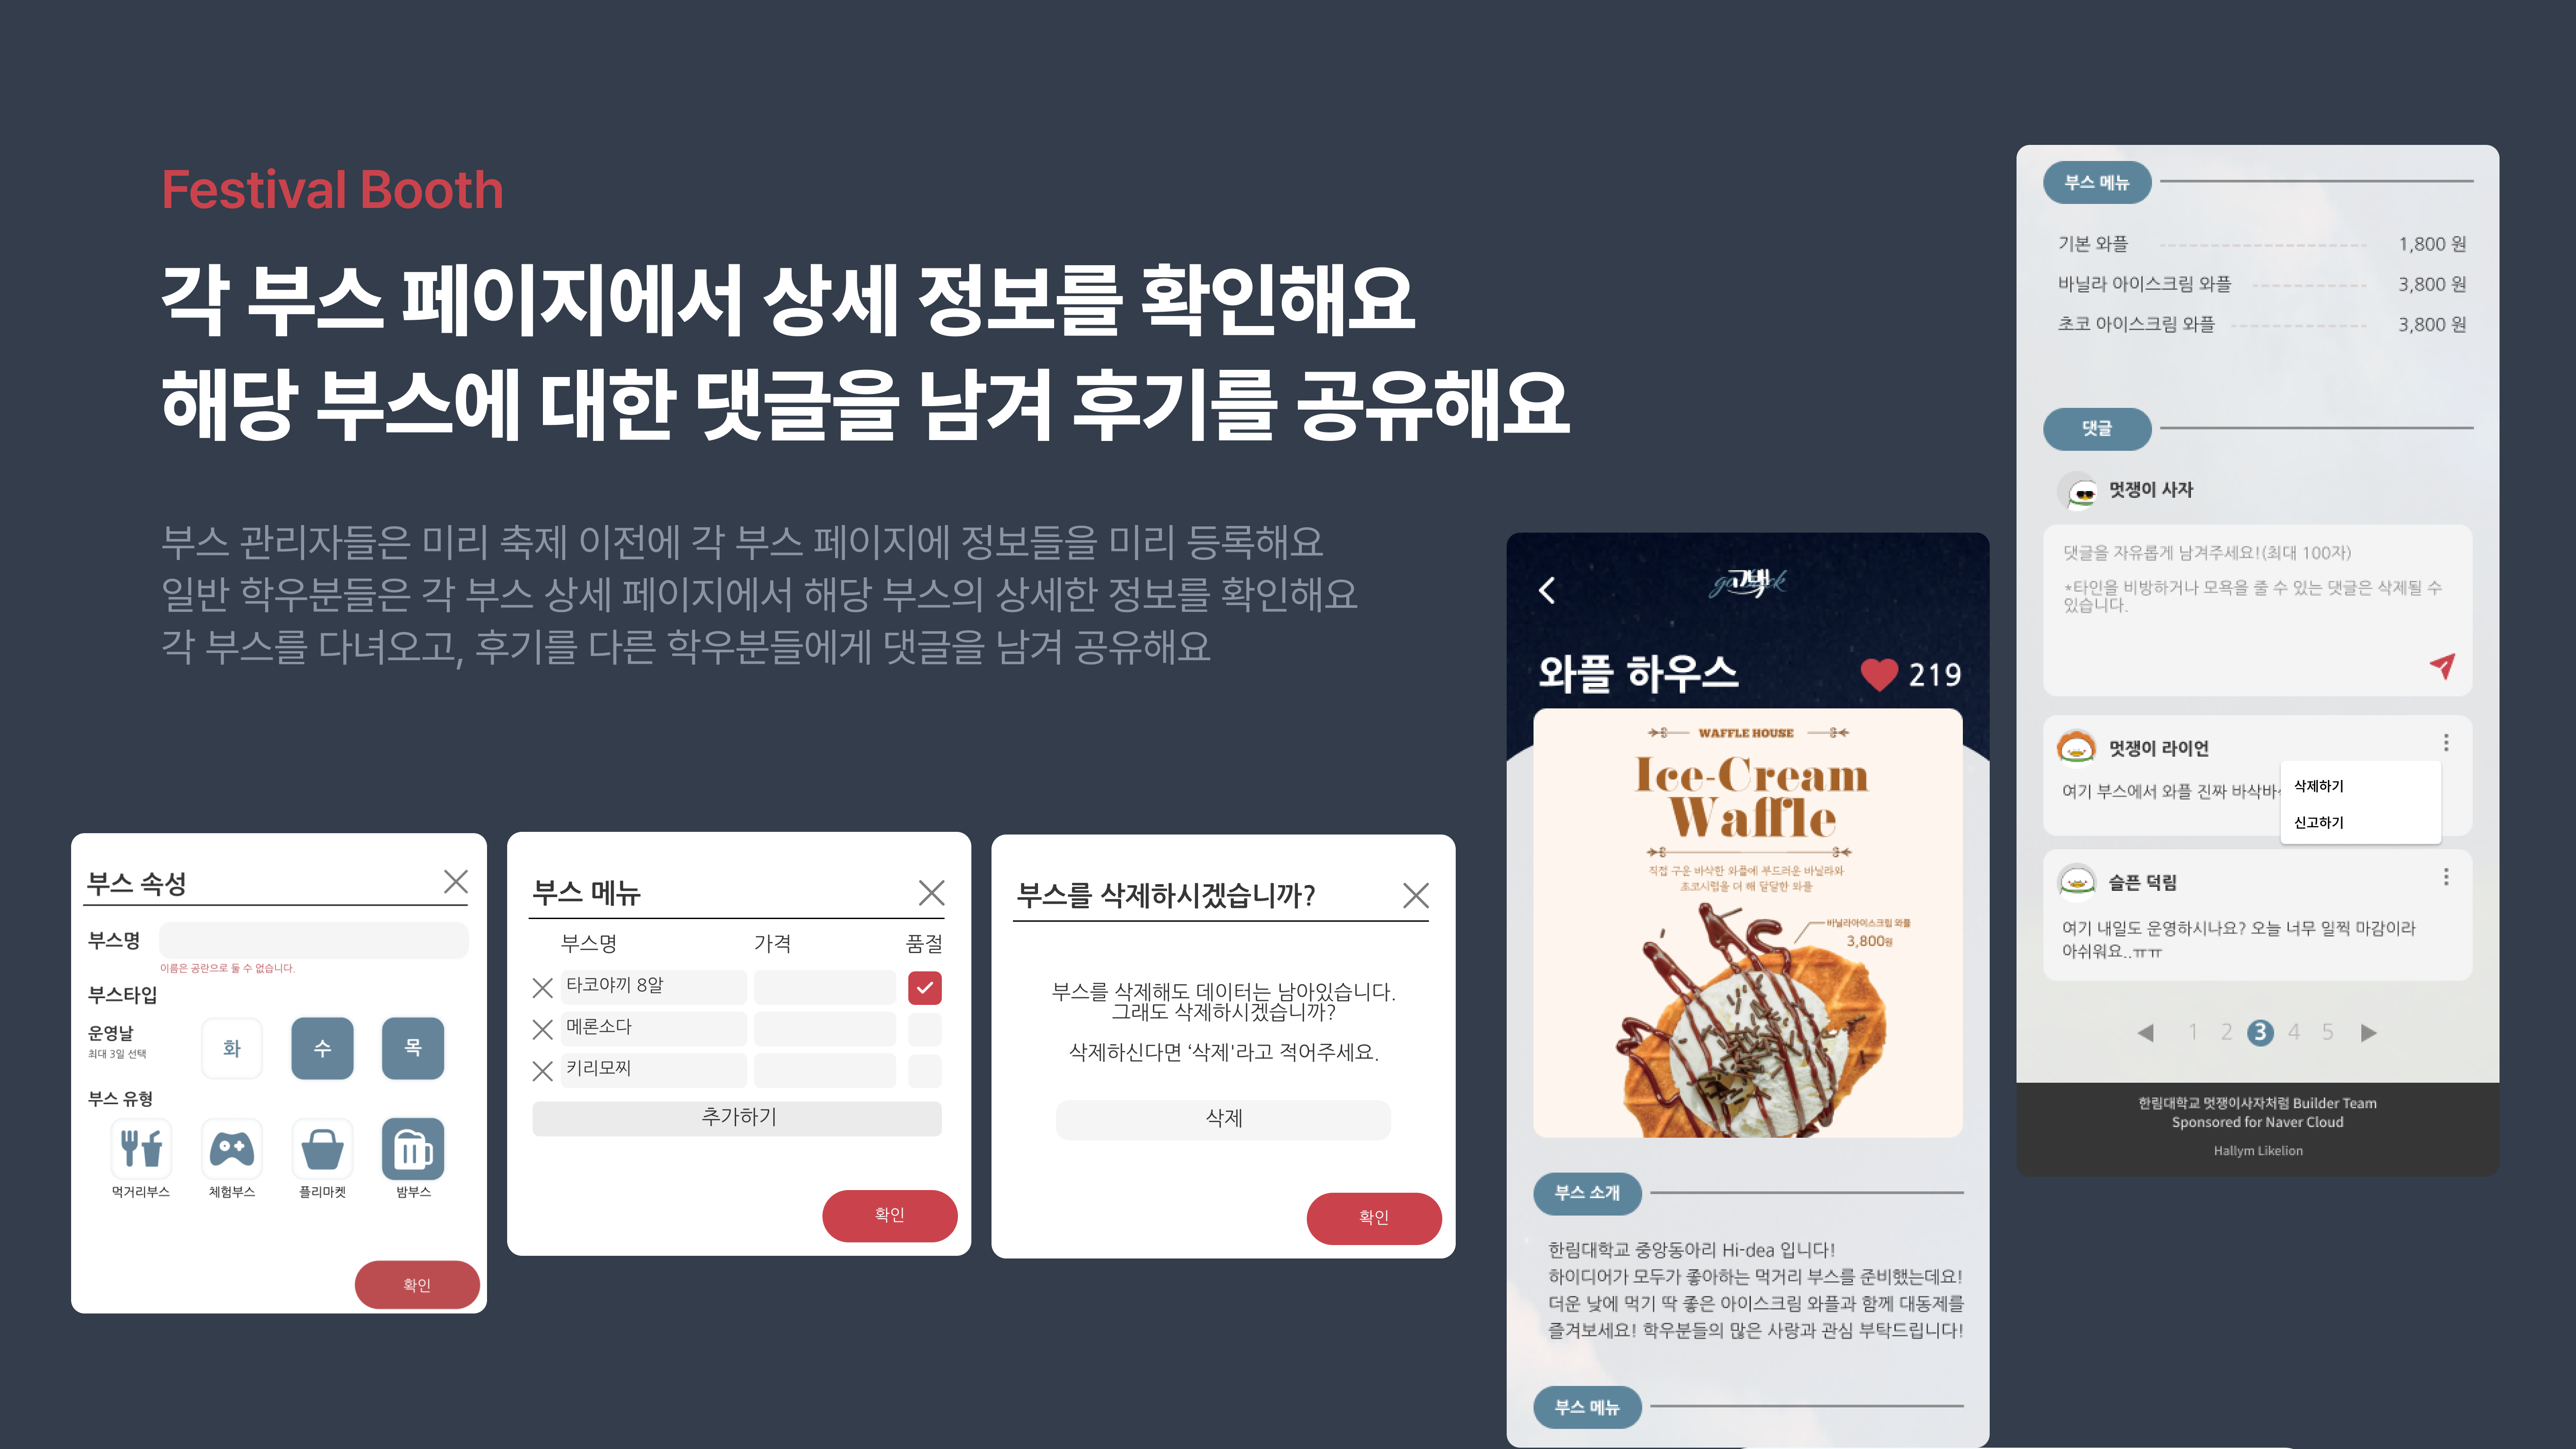 Festival Booth
각 부스 페이지에서 상세 정보를 확인해요
해당 부스에 대한 댓글을 남겨 후기를 공유해요
부스 관리자들은 미리 축제 이전에 각 부스 페이지에 정보들을 미리 등록해요
일반 학우분들은 각 부스 상세 페이지에서 해당 부스의 상세한 정보를 확인해요
각 부스를 다녀오고, 후기를 다른 학우분들에게 댓글을 남겨 공유해요
부스 속성
부스명
이름은 공란으로 둘 수 없습니다.
부스타입
운영날
최대 3일 선택
화 수 목
부스 유형
먹거리부스 체험부스 플리마켓 밤부스
확인
부스 메뉴
부스명 가격 품절
타코야끼 8알
메론소다
키리모찌
추가하기
확인
부스를 삭제하시겠습니까?
부스를 삭제해도 데이터는 남아있습니다.
그래도 삭제하시겠습니까?
삭제하신다면 '삭제'라고 적어주세요.
삭제
확인
고백
와플 하우스 219
WAFFLE HOUSE
Ice-Cream
Waffle
직접 구운 바삭한 와플에 부드러운 바닐라와
초코시럽을 더 해 달달한 와플
바닐라아이스크림 와플
3,800원
부스 소개
한림대학교 중앙동아리 Hi-dea 입니다!
하이디어가 모두가 좋아하는 먹거리 부스를 준비했는데요!
더운 낮에 먹기 딱 좋은 아이스크림 와플과 함께 대동제를
즐겨보세요! 학우분들의 많은 사랑과 관심 부탁드립니다!
부스 메뉴
부스 메뉴
기본 와플 1,800 원
바닐라 아이스크림 와플 3,800 원
초코 아이스크림 와플 3,800 원
댓글
멋쟁이 사자
댓글을 자유롭게 남겨주세요!(최대 100자)
*타인을 비방하거나 모욕을 줄 수 있는 댓글은 삭제될 수
있습니다.
멋쟁이 라이언
여기 부스에서 와플 진짜 바삭바
삭제하기
신고하기
슬픈 덕림
여기 내일도 운영하시나요? 오늘 너무 일찍 마감이라
아쉬워요..ㅠㅠ
1 2 3 4 5
한림대학교 멋쟁이사자처럼 Builder Team
Sponsored for Naver Cloud
Hallym Likelion